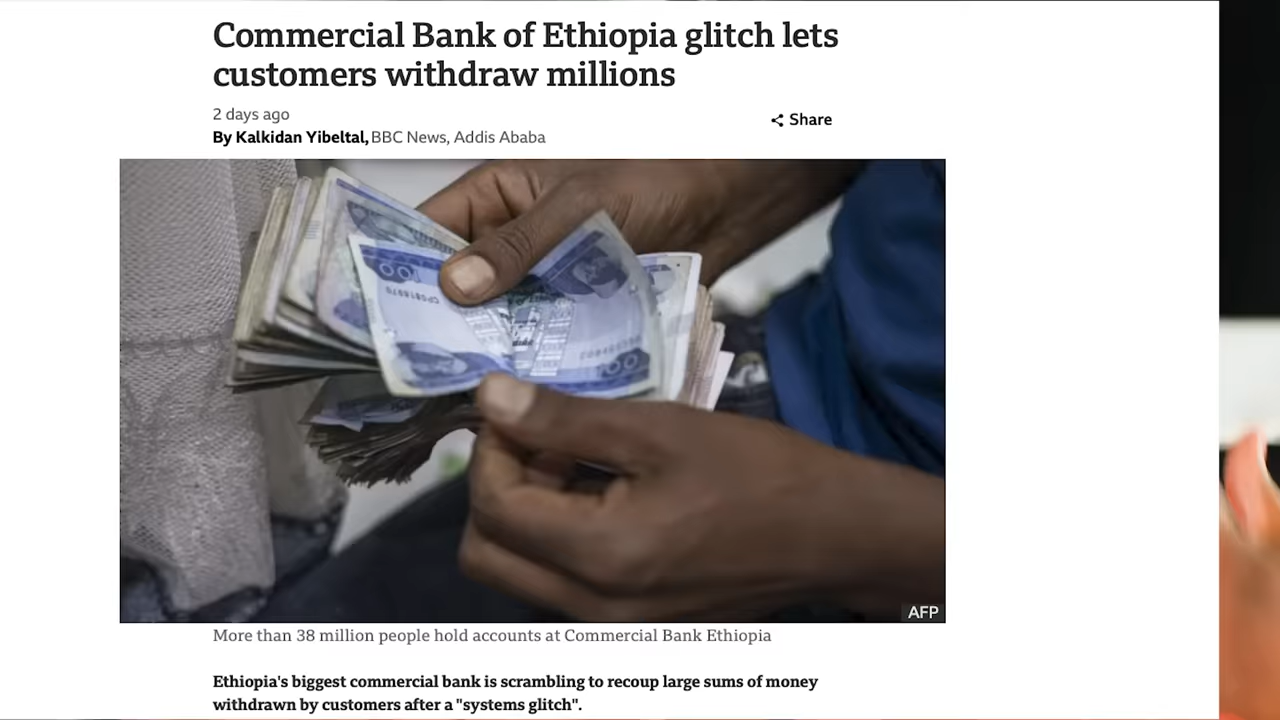 Commercial Bank of Ethiopia glitch lets
customers withdraw millions
2 days ago
Share
By Kalkidan Yibeltal, BBC News, Addis Ababa
AFP
More than 38 million people hold accounts at Commercial Bank Ethiopia
Ethiopia's biggest commercial bank is scrambling to recoup large sums of money
withdrawn by customers after a "systems glitch".